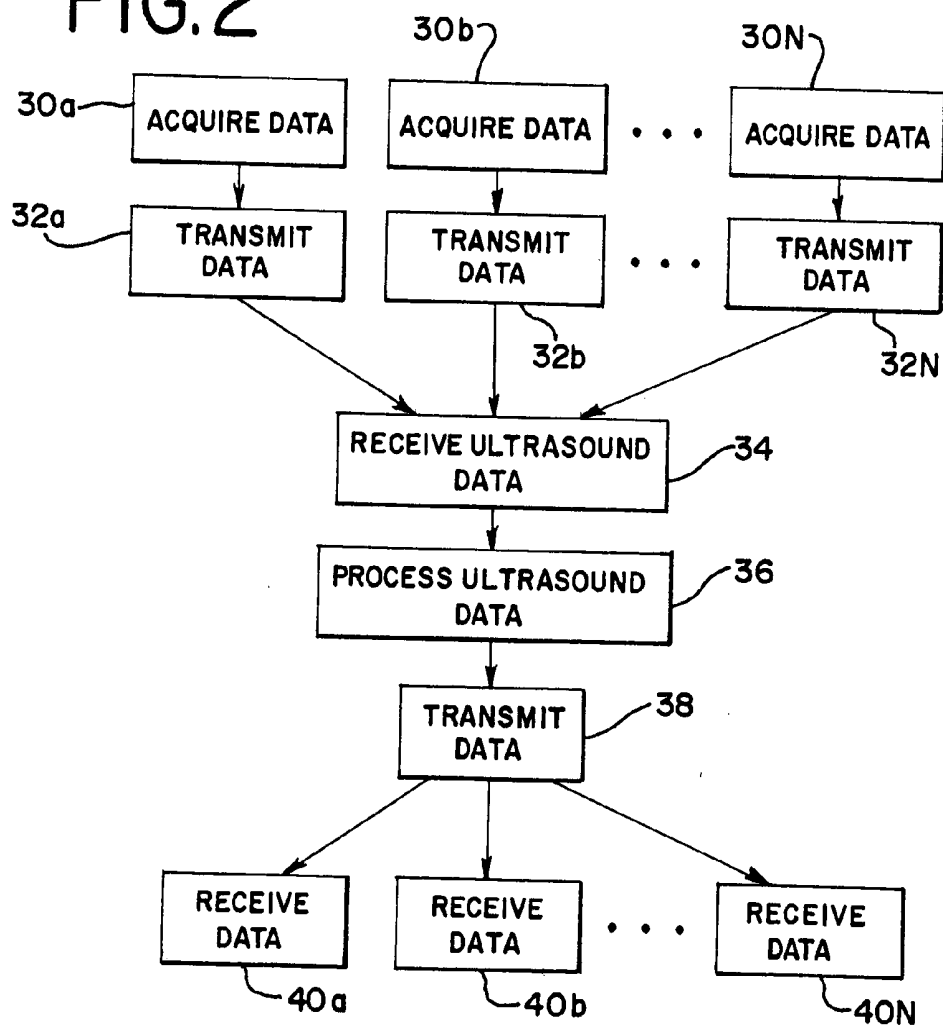 FIG.2
30b
30N
30a
ACQUIRE DATA
ACQUIRE DATA
ACQUIRE DATA
32a
TRANSMIT
DATA
TRANSMIT
DATA
TRANSMIT
DATA
32b
32N
RECEIVE ULTRASOUND
DATA
34
PROCESS ULTRASOUND
DATA
36
TRANSMIT
DATA
38
RECEIVE
DATA
RECEIVE
DATA
RECEIVE
DATA
40a
40b
40N